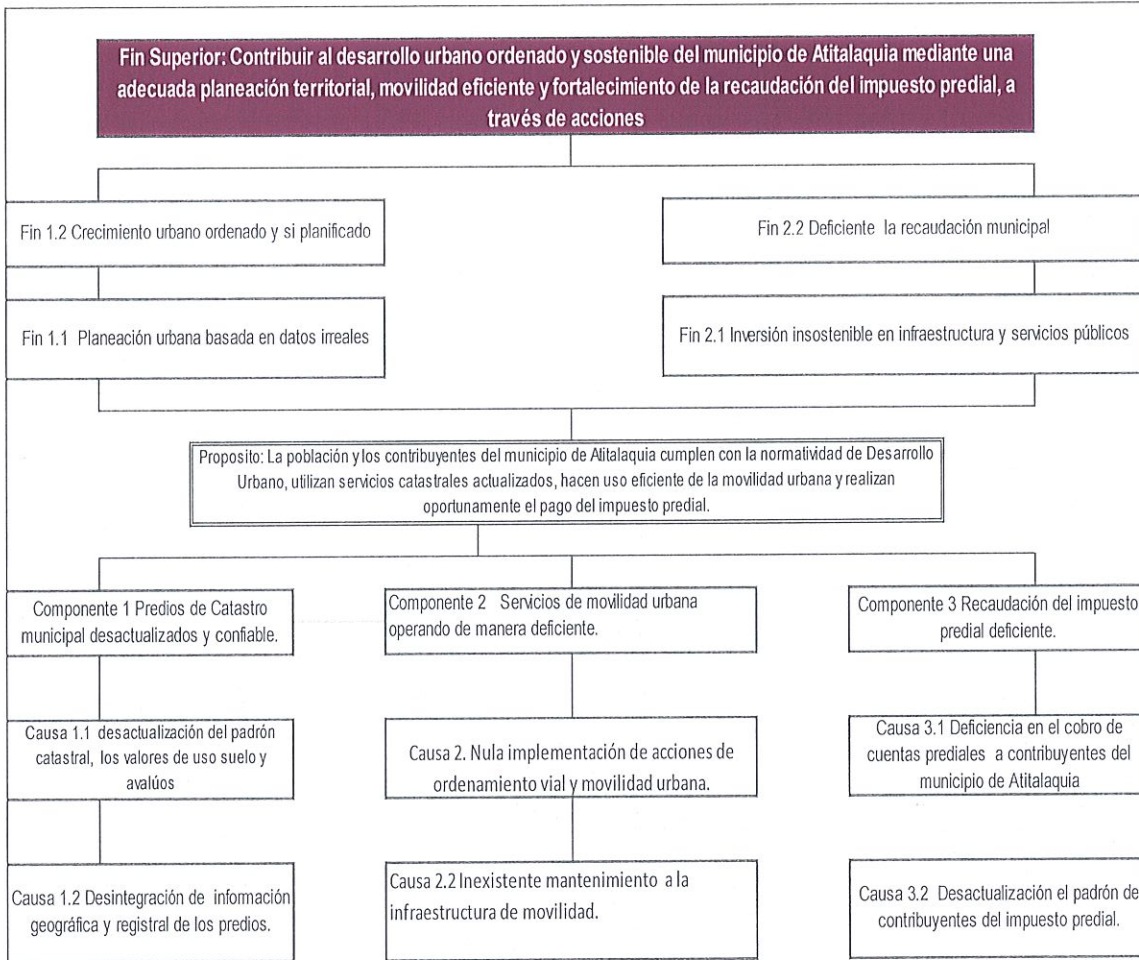 Fin Superior: Contribuir al desarrollo urbano ordenado y sostenible del municipio de Atitalaquia mediante una
adecuada planeación territorial, movilidad eficiente y fortalecimiento de la recaudación del impuesto predial, a
través de acciones
Fin 1.2 Crecimiento urbano ordenado y si planificado
Fin 2.2 Deficiente la recaudación municipal
Fin 1.1 Planeación urbana basada en datos irreales
Fin 2.1 Inversión insostenible en infraestructura y servicios públicos
Proposito: La población y los contribuyentes del municipio de Atitalaquia cumplen con la normatividad de Desarrollo
Urbano, utilizan servicios catastrales actualizados, hacen uso eficiente de la movilidad urbana y realizan
oportunamente el pago del impuesto predial.
Componente 1 Predios de Catastro
municipal desactualizados y confiable.
Componente 2 Servicios de movilidad urbana
operando de manera deficiente.
Componente 3 Recaudación del impuesto
predial deficiente.
Causa 1.1 desactualización del padrón
catastral, los valores de uso suelo y
avalúos
Causa 2. Nula implementación de acciones de
ordenamiento vial y movilidad urbana.
Causa 3.1 Deficiencia en el cobro de
cuentas prediales a contribuyentes del
municipio de Atitalaquia
Causa 1.2 Desintegración de información
geográfica y registral de los predios.
Causa 2.2 Inexistente mantenimiento a la
infraestructura de movilidad.
Causa 3.2 Desactualización el padrón de
contribuyentes del impuesto predial.